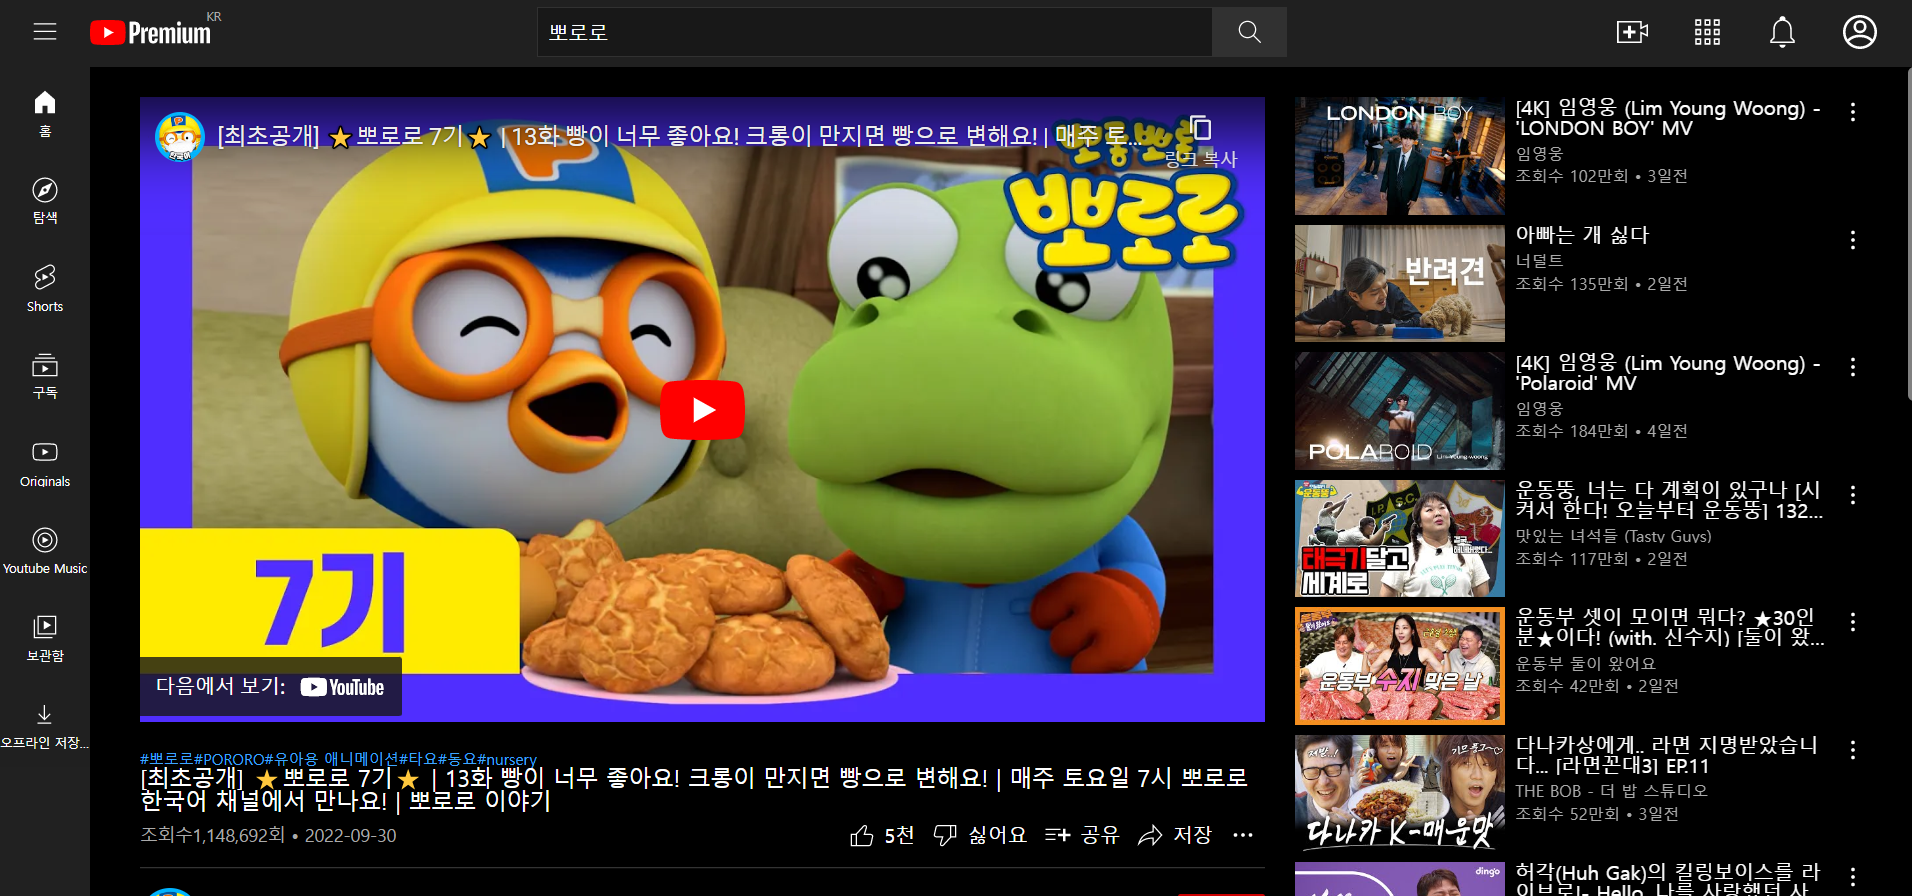 Premium
KR
뽀로로
홈
탐색
Shorts
구독
Originals
Youtube Music
보관함
오프라인 저장...
[최초공개] ★뽀로로 7기★ | 13화 빵이 너무 좋아요! 크롱이 만지면 빵으로 변해요! | 매주 토...
링크 복사
한국어
뽀로로
7기
다음에서 보기: YouTube
#뽀로로#PORORO#유아용 애니메이션#타요#동요#nursery
[최초공개] ★뽀로로 7기★ | 13화 빵이 너무 좋아요! 크롱이 만지면 빵으로 변해요! | 매주 토요일 7시 뽀로로
한국어 채널에서 만나요! | 뽀로로 이야기
조회수1,148,692회 • 2022-09-30
5천
싫어요
공유
저장
LONDON BOY
[4K] 임영웅 (Lim Young Woong) -
'LONDON BOY' MV
임영웅
조회수 102만회 • 3일전
반려견
아빠는 개 싫다
너덜트
조회수 135만회 • 2일전
POLAROID
Lim-Young-woong
[4K] 임영웅 (Lim Young Woong) -
'Polaroid' MV
임영웅
조회수 184만회 • 4일전
운동뚱
태극기달고
세계로
운동뚱, 너는 다 계획이 있구나 [시
켜서 한다! 오늘부터 운동뚱] 132...
맛있는 녀석들 (Tasty Guys)
조회수 117만회 • 2일전
운동부 수지 맞은 날
운동부 셋이 모이면 뭐다? ★30인
분★이다! (with. 신수지) [둘이 왔...
운동부 둘이 왔어요
조회수 42만회 • 2일전
다나카 K-매운맛
다나카상에게.. 라면 지명받았습니
다... [라면꼰대3] EP.11
THE BOB - 더 밥 스튜디오
조회수 52만회 • 3일전
dingo
허각(Huh Gak)의 킬링보이스를 라
이브로!- Hello, 나를 사랑했던 사